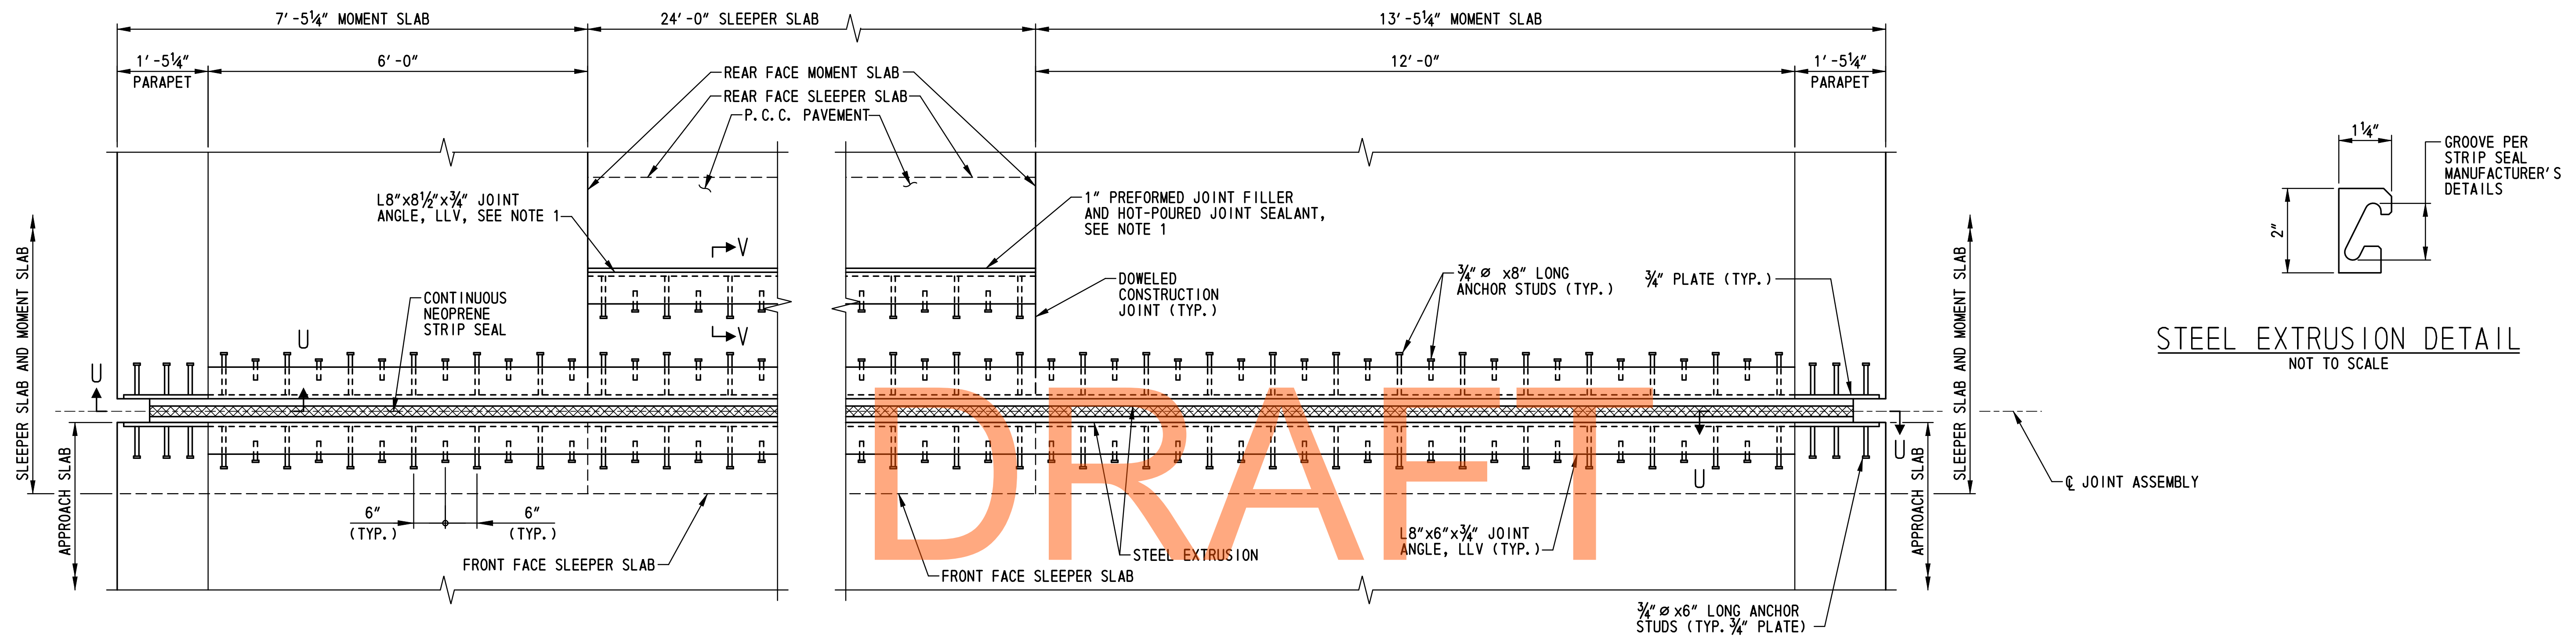 7'-5¼" MOMENT SLAB
24'-0" SLEEPER SLAB
13'-5¼" MOMENT SLAB
1'-5¼"
PARAPET
6'-0"
12'-0"
1'-5¼"
PARAPET
REAR FACE MOMENT SLAB
REAR FACE SLEEPER SLAB
P.C.C. PAVEMENT
L8"x8½"x¾" JOINT
ANGLE, LLV, SEE NOTE 1
1" PREFORMED JOINT FILLER
AND HOT-POURED JOINT SEALANT,
SEE NOTE 1
V
V
CONTINUOUS
NEOPRENE
STRIP SEAL
DOWELED
CONSTRUCTION
JOINT (TYP.)
¾" ø x8" LONG
ANCHOR STUDS (TYP.)
¾" PLATE (TYP.)
SLEEPER SLAB AND MOMENT SLAB
APPROACH SLAB
U
U
SLEEPER SLAB AND MOMENT SLAB
APPROACH SLAB
U
U
6"
(TYP.)
6"
(TYP.)
FRONT FACE SLEEPER SLAB
FRONT FACE SLEEPER SLAB
STEEL EXTRUSION
L8"x6"x¾" JOINT
ANGLE, LLV (TYP.)
¾" ø x6" LONG ANCHOR
STUDS (TYP. ¾" PLATE)
℄ JOINT ASSEMBLY
DRAFT
1¼"
2"
GROOVE PER
STRIP SEAL
MANUFACTURER'S
DETAILS
STEEL EXTRUSION DETAIL
NOT TO SCALE